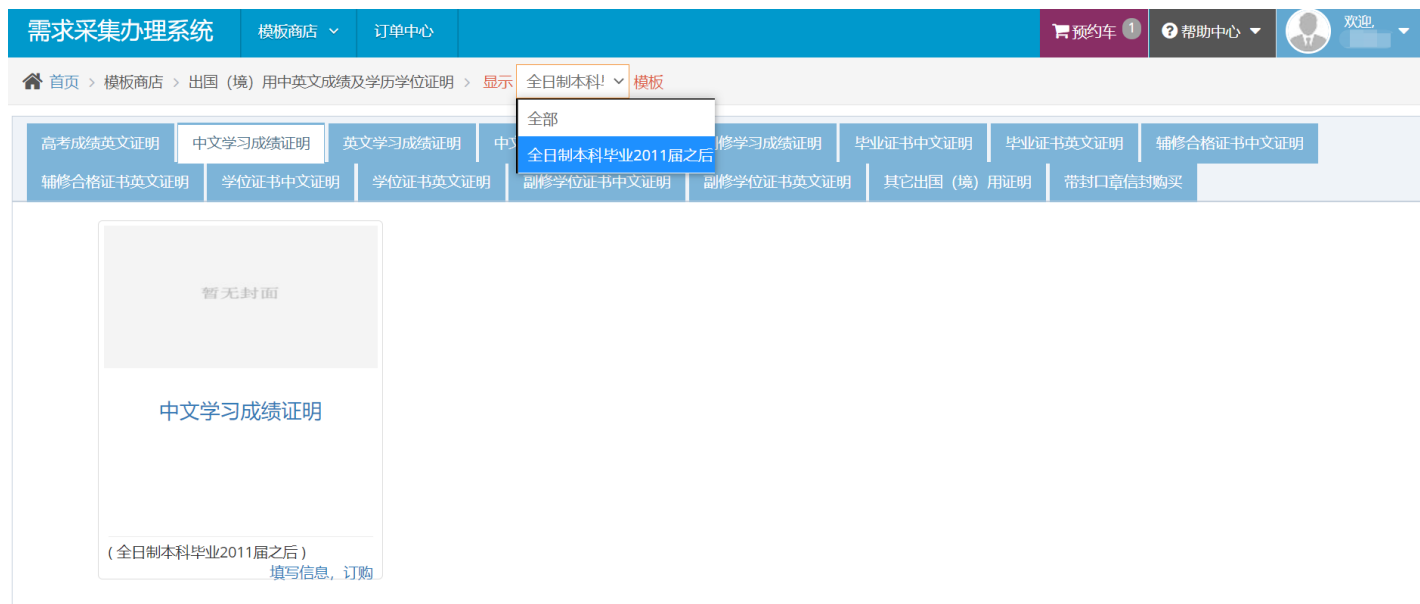 需求采集办理系统 模板商店 订单中心 预约车 1 帮助中心 欢迎,
首页 > 模板商店 > 出国（境）用中英文成绩及学历学位证明 > 显示 全日制本科 模板
全部
全日制本科毕业2011届之后
高考成绩英文证明 中文学习成绩证明 英文学习成绩证明 修学习成绩证明 毕业证书中文证明 毕业证书英文证明 辅修合格证书中文证明
辅修合格证书英文证明 学位证书中文证明 学位证书英文证明 副修学位证书中文证明 副修学位证书英文证明 其它出国（境）用证明 带封口章信封购买
暂无封面
中文学习成绩证明
( 全日制本科毕业2011届之后 )
填写信息，订购